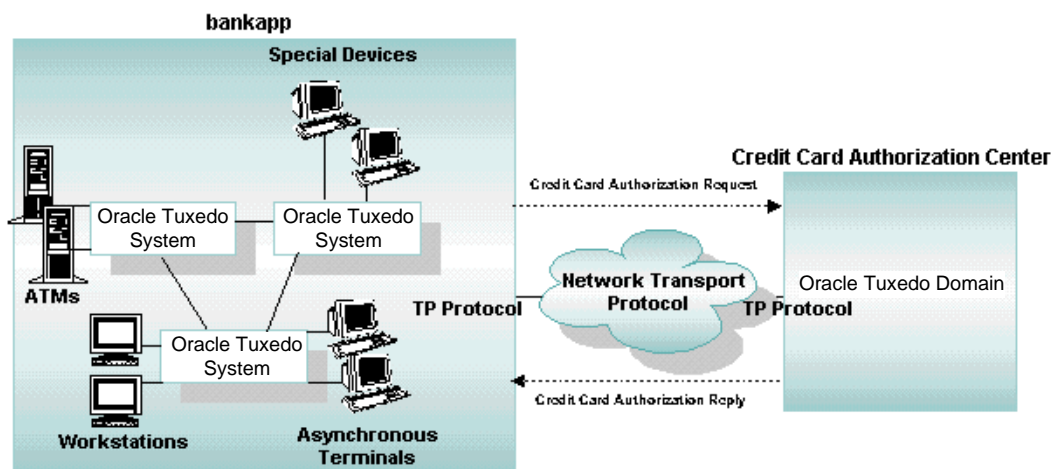 bankapp
Special Devices
Credit Card Authorization Center
Credit Card Authorization Request
Oracle Tuxedo
System
Oracle Tuxedo
System
ATMs
Network Transport
Protocol
TP Protocol
TP Protocol
Oracle Tuxedo Domain
Oracle Tuxedo
System
Credit Card Authorization Reply
Workstations
Asynchronous
Terminals